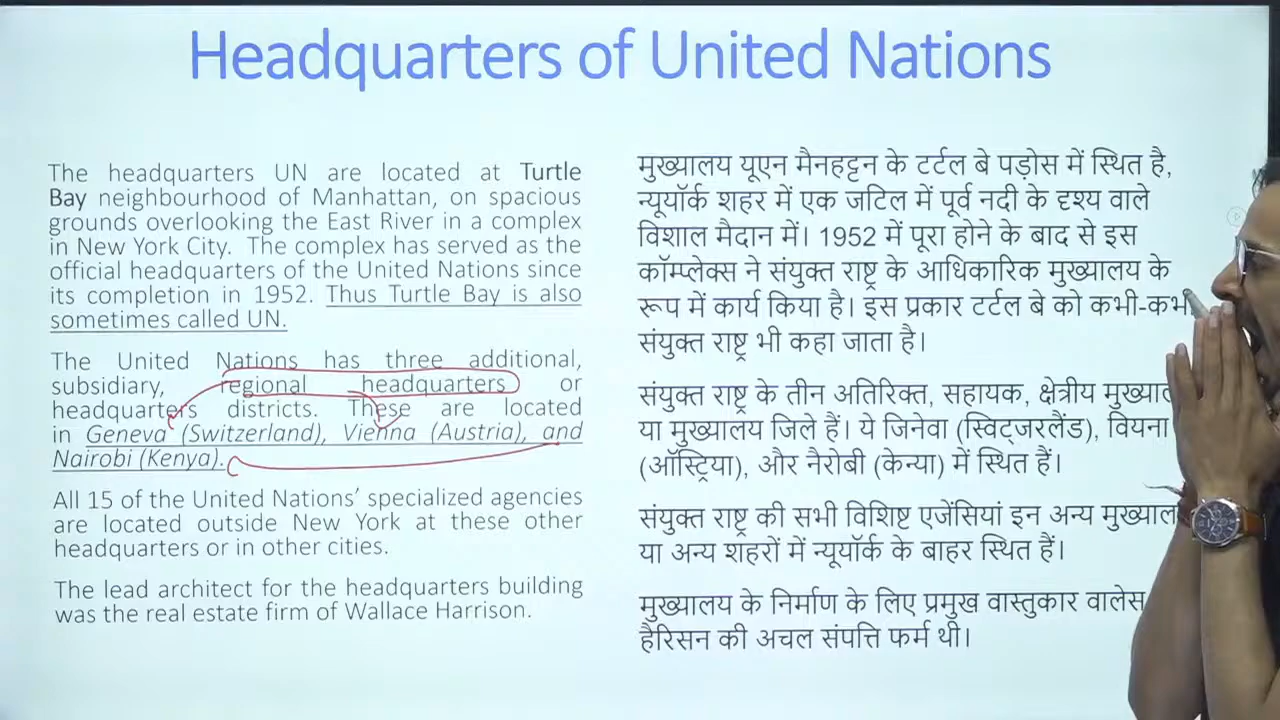 Headquarters of United Nations
The headquarters UN are located at Turtle
Bay neighbourhood of Manhattan, on spacious
grounds overlooking the East River in a complex
in New York City. The complex has served as the
official headquarters of the United Nations since
its completion in 1952. Thus Turtle Bay is also
sometimes called UN.
The United Nations has three additional,
subsidiary, regional headquarters or
headquarters districts. These are located
in Geneva (Switzerland), Vienna (Austria), and
Nairobi (Kenya).
All 15 of the United Nations’ specialized agencies
are located outside New York at these other
headquarters or in other cities.
The lead architect for the headquarters building
was the real estate firm of Wallace Harrison.
मुख्यालय यूएन मैनहट्टन के टर्टल बे पड़ोस में स्थित है,
न्यूयॉर्क शहर में एक जटिल में पूर्व नदी के दृश्य वाले
विशाल मैदान में। 1952 में पूरा होने के बाद से इस
कॉम्प्लेक्स ने संयुक्त राष्ट्र के आधिकारिक मुख्यालय के
रूप में कार्य किया है। इस प्रकार टर्टल बे को कभी-कभी
संयुक्त राष्ट्र भी कहा जाता है।
संयुक्त राष्ट्र के तीन अतिरिक्त, सहायक, क्षेत्रीय
या मुख्यालय जिले हैं। ये जिनेवा (स्विट्जरलैंड), वियना
(ऑस्ट्रिया), और नैरोबी (केन्या) में स्थित हैं।
संयुक्त राष्ट्र की सभी विशिष्ट एजेंसियां इन अन्य
या अन्य शहरों में न्यूयॉर्क के बाहर स्थित हैं।
मुख्यालय के निर्माण के लिए प्रमुख वास्तुकार वालेस
हैरिसन की अचल संपत्ति फर्म थी।